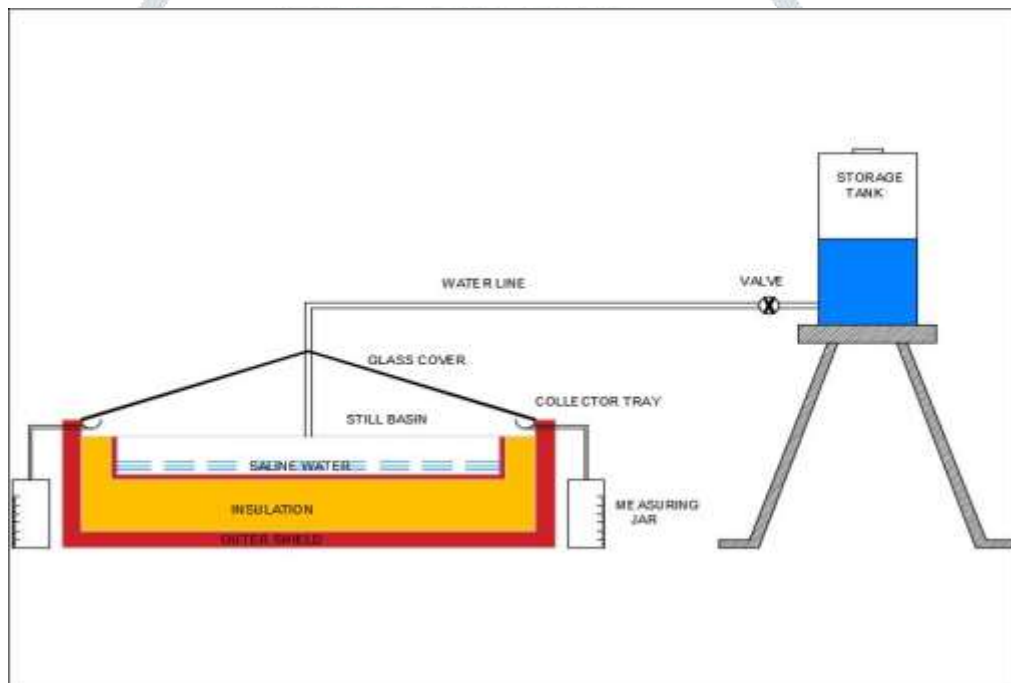 STORAGE
TANK
WATER LINE
VALVE
GLASS COVER
COLLECTOR TRAY
STILL BASIN
SALINE WATER
INSULATION
MEASURING
JAR
OUTER SHIELD